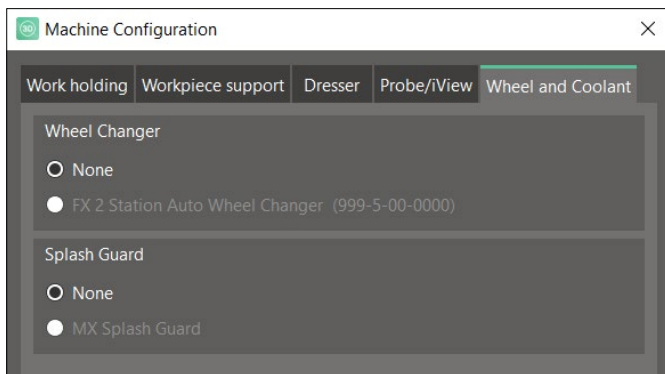 3D Machine Configuration
Work holding Workpiece support Dresser Probe/iView Wheel and Coolant
Wheel Changer
None
FX 2 Station Auto Wheel Changer (999-5-00-0000)
Splash Guard
None
MX Splash Guard